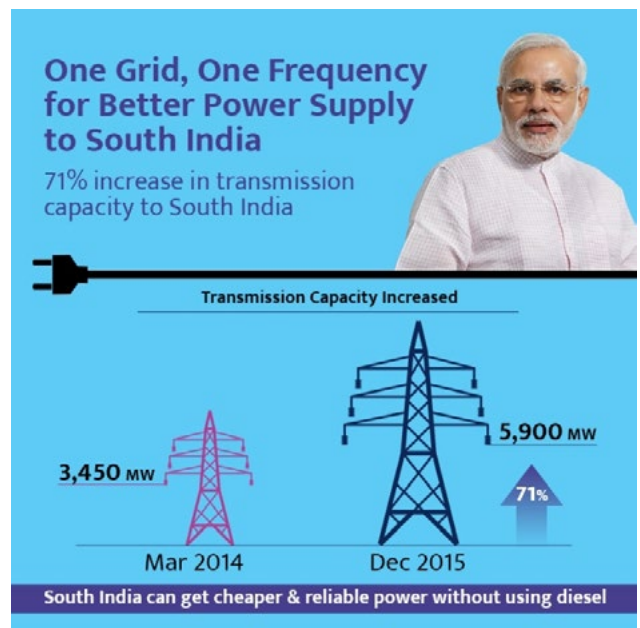 One Grid, One Frequency
for Better Power Supply
to South India
71% increase in transmission
capacity to South India
Transmission Capacity Increased
3,450 MW
5,900 MW
71%
Mar 2014
Dec 2015
South India can get cheaper & reliable power without using diesel